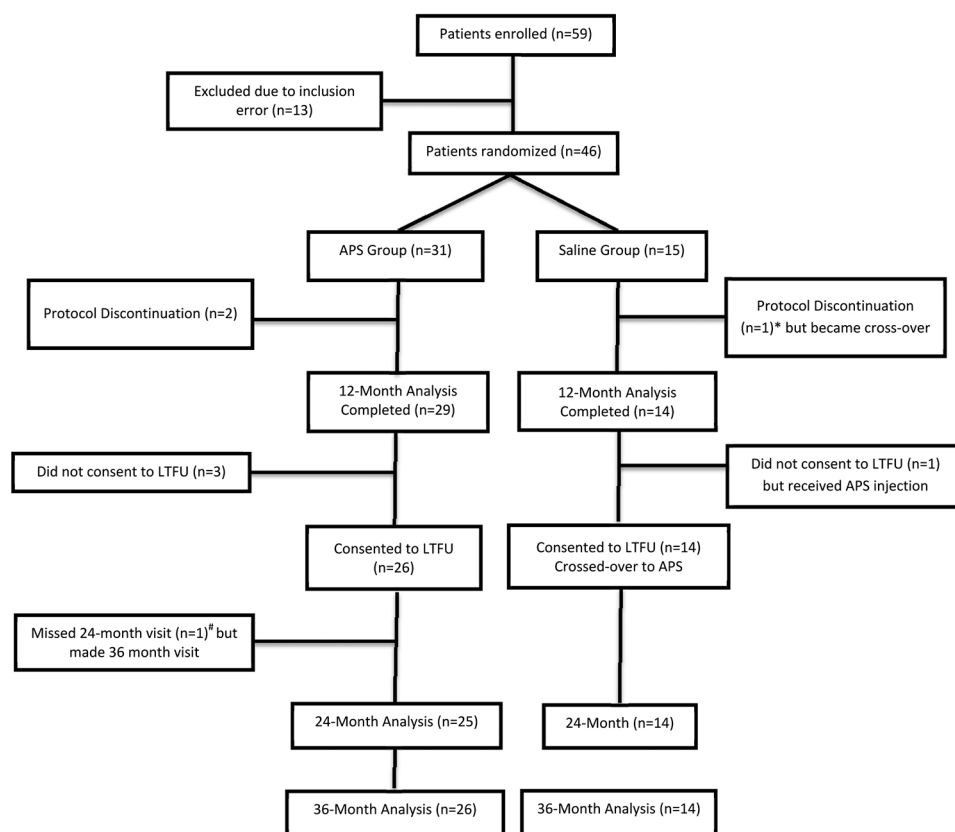 Patients enrolled (n=59)
Excluded due to inclusion
error (n=13)
Patients randomized (n=46)
APS Group (n=31)
Saline Group (n=15)
Protocol Discontinuation (n=2)
Protocol Discontinuation
(n=1)* but became cross-over
12-Month Analysis
Completed (n=29)
12-Month Analysis
Completed (n=14)
Did not consent to LTFU (n=3)
Did not consent to LTFU (n=1)
but received APS injection
Consented to LTFU
(n=26)
Consented to LTFU (n=14)
Crossed-over to APS
Missed 24-month visit (n=1)# but
made 36 month visit
24-Month Analysis (n=25)
24-Month (n=14)
36-Month Analysis (n=26)
36-Month Analysis (n=14)